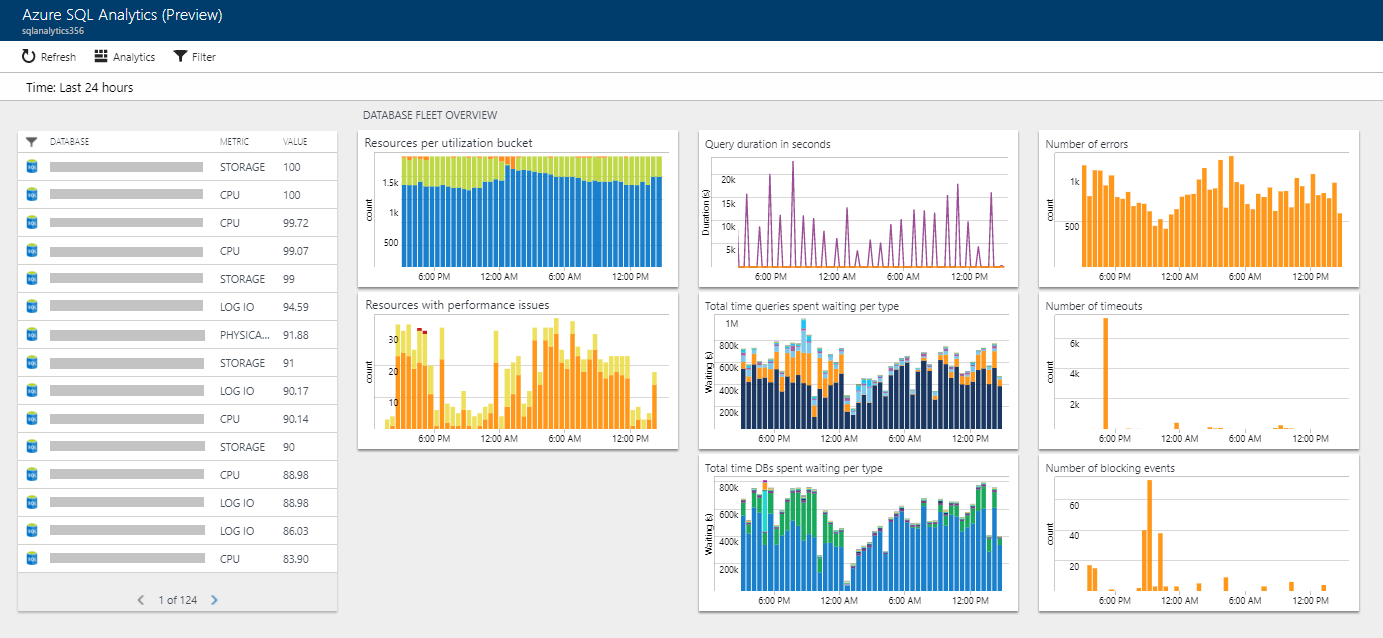 Azure SQL Analytics (Preview)
sqlanalytics356
Refresh Analytics Filter
Time: Last 24 hours
DATABASE METRIC VALUE
STORAGE 100
CPU 100
CPU 99.72
CPU 99.07
STORAGE 99
LOG IO 94.59
PHYSICA... 91.88
STORAGE 91
LOG IO 90.17
CPU 90.14
STORAGE 90
CPU 88.98
LOG IO 88.98
LOG IO 86.03
CPU 83.90
1 of 124
DATABASE FLEET OVERVIEW
Resources per utilization bucket
count
1.5k
1k
500
6:00 PM 12:00 AM 6:00 AM 12:00 PM
Query duration in seconds
Duration (s)
20k
15k
10k
5k
6:00 PM 12:00 AM 6:00 AM 12:00 PM
Number of errors
count
1k
500
6:00 PM 12:00 AM 6:00 AM 12:00 PM
Resources with performance issues
count
30
20
10
6:00 PM 12:00 AM 6:00 AM 12:00 PM
Total time queries spent waiting per type
Waiting (s)
1M
800k
600k
400k
200k
6:00 PM 12:00 AM 6:00 AM 12:00 PM
Number of timeouts
count
6k
4k
2k
6:00 PM 12:00 AM 6:00 AM 12:00 PM
Total time DBs spent waiting per type
Waiting (s)
800k
600k
400k
200k
6:00 PM 12:00 AM 6:00 AM 12:00 PM
Number of blocking events
count
60
40
20
6:00 PM 12:00 AM 6:00 AM 12:00 PM